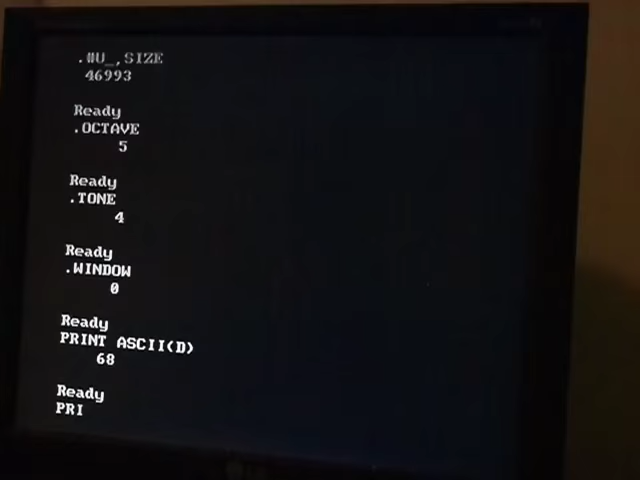 .#U_,SIZE
46993
Ready
.OCTAVE
5
Ready
.TONE
4
Ready
.WINDOW
0
Ready
PRINT ASCII(D)
68
Ready
PRI